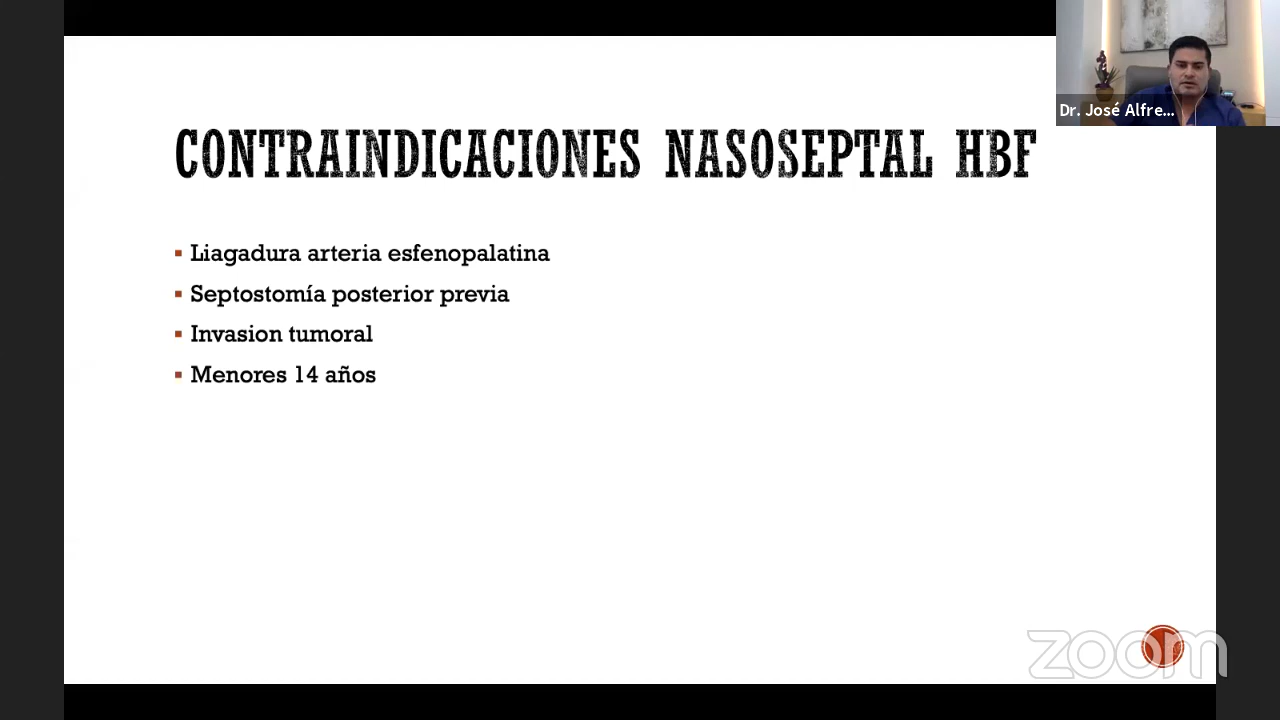 Dr. José Alfre...
CONTRAINDICACIONES NASOSEPTAL HBF
Liagadura arteria esfenopalatina
Septostomía posterior previa
Invasion tumoral
Menores 14 años
zoom